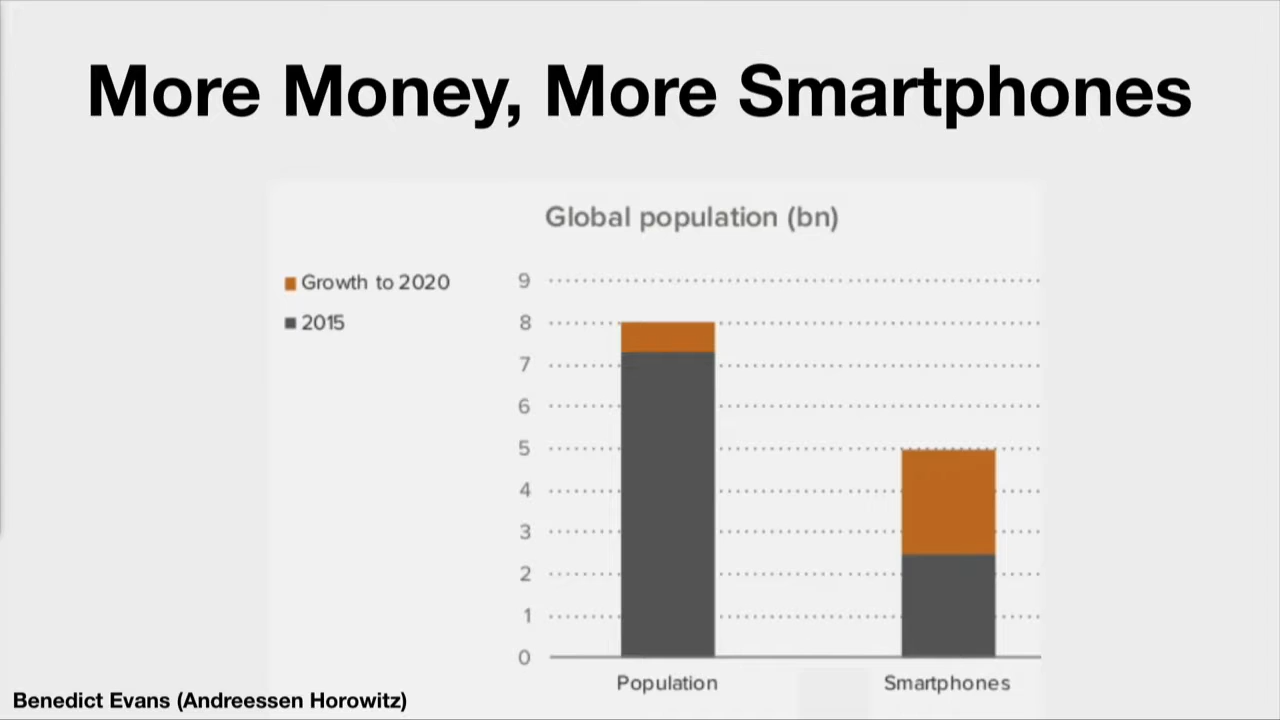 More Money, More Smartphones
Global population (bn)
Growth to 2020
2015
9
8
7
6
5
4
3
2
1
0
Population
Smartphones
Benedict Evans (Andreessen Horowitz)